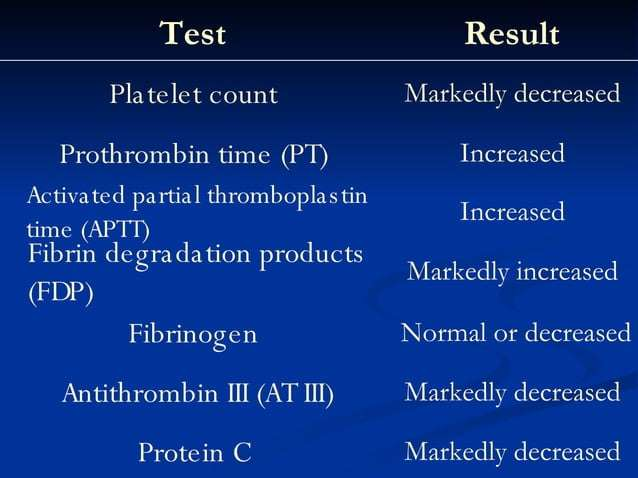 Test Result
Platelet count Markedly decreased
Prothrombin time (PT) Increased
Activated partial thromboplastin
time (APTT) Increased
Fibrin degradation products
(FDP) Markedly increased
Fibrinogen Normal or decreased
Antithrombin III (AT III) Markedly decreased
Protein C Markedly decreased